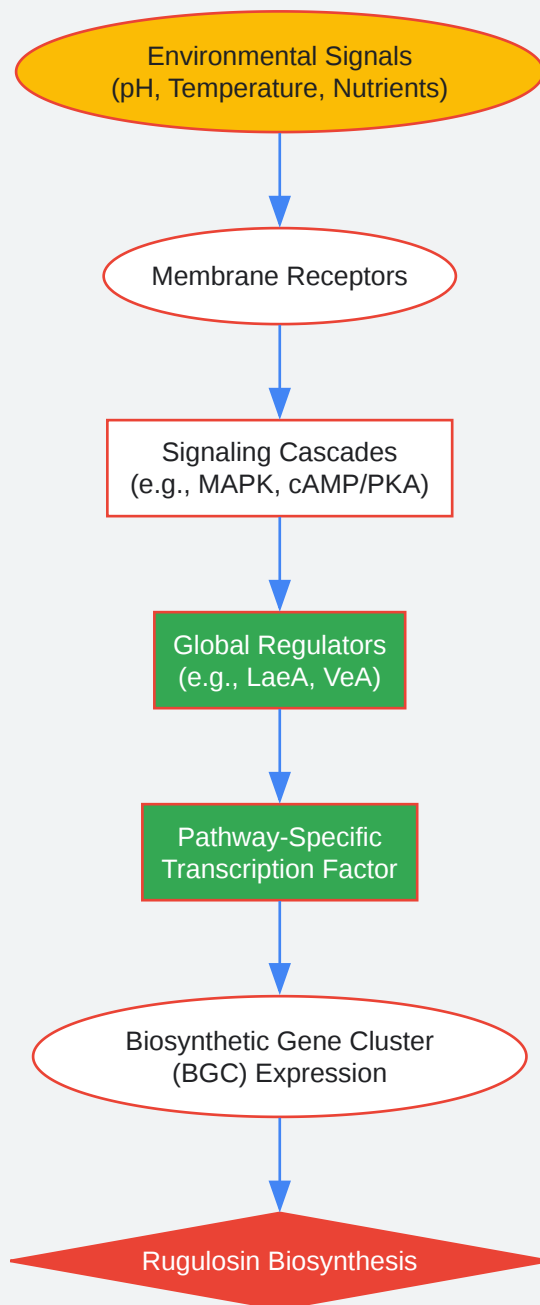 Environmental Signals
(pH, Temperature, Nutrients)
Membrane Receptors
Signaling Cascades
(e.g., MAPK, cAMP/PKA)
Global Regulators
(e.g., LaeA, VeA)
Pathway-Specific
Transcription Factor
Biosynthetic Gene Cluster
(BGC) Expression
Rugulosin Biosynthesis